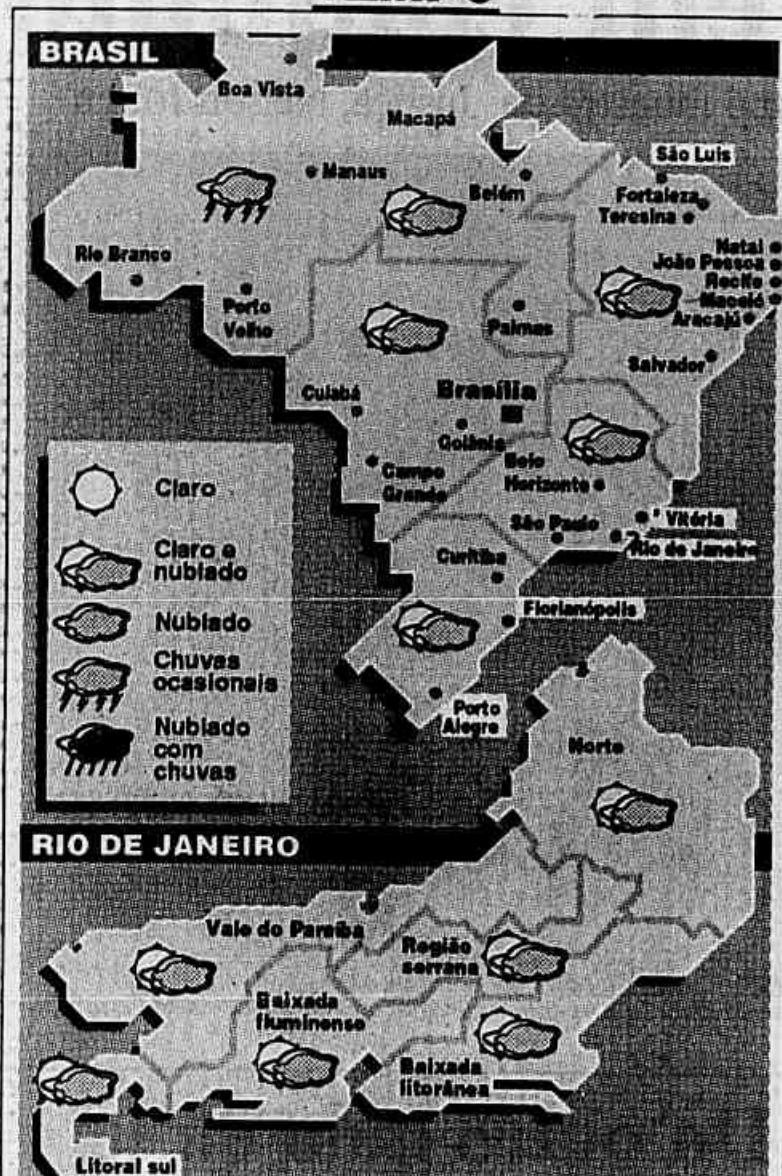 BRASIL
Boa Vista
Macapá
São Luis
Manaus
Belém
Fortaleza
Teresina
Natal
João Pessoa
Recife
Maceió
Aracajú
Rio Branco
Porto
Velho
Palmas
Salvador
Cuiabá
Brasília
Goiânia
Campo
Grande
Belo
Horizonte
Vitória
São Paulo
Rio de Janeiro
Curitiba
Florianópolis
Porto
Alegre
Claro
Claro e
nublado
Nublado
Chuvas
ocasionais
Nublado
com
chuvas
RIO DE JANEIRO
Norte
Vale do Paraíba
Região
serrana
Baixada
fluminense
Baixada
litorânea
Litoral sul